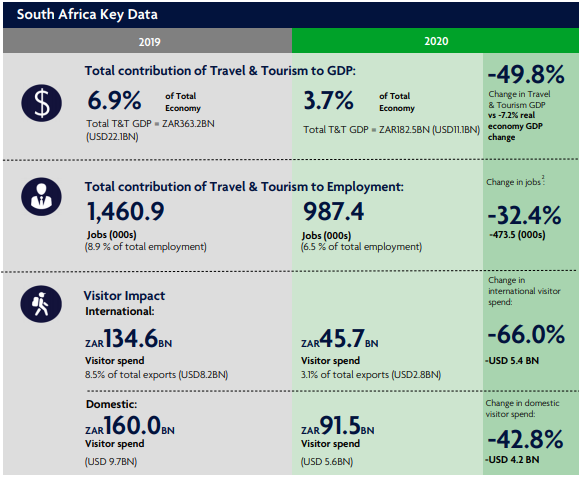 South Africa Key Data
2019 2020
Total contribution of Travel & Tourism to GDP:
6.9% of Total Economy
Total T&T GDP = ZAR363.2BN
(USD22.1BN)
3.7% of Total Economy
Total T&T GDP = ZAR182.5BN (USD11.1BN)
-49.8%
Change in Travel
& Tourism GDP
vs -7.2% real
economy GDP
change
$
Total contribution of Travel & Tourism to Employment:
1,460.9
Jobs (000s)
(8.9 % of total employment)
987.4
Jobs (000s)
(6.5 % of total employment)
Change in jobs²:
-32.4%
-473.5 (000s)
Visitor Impact
International:
ZAR134.6BN
Visitor spend
8.5% of total exports (USD8.2BN)
ZAR45.7BN
Visitor spend
3.1% of total exports (USD2.8BN)
Change in
international visitor
spend:
-66.0%
-USD 5.4 BN
Domestic:
ZAR160.0BN
Visitor spend
(USD 9.7BN)
ZAR91.5BN
Visitor spend
(USD 5.6BN)
Change in domestic
visitor spend:
-42.8%
-USD 4.2 BN